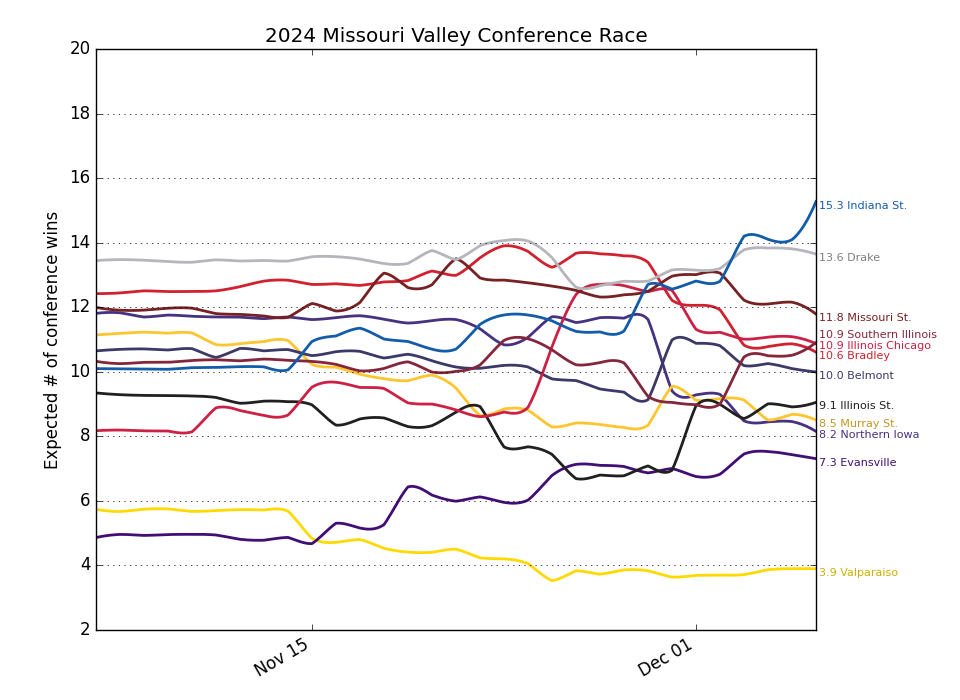 2024 Missouri Valley Conference Race
Expected # of conference wins
20
18
16
14
12
10
8
6
4
2
Nov 15
Dec 01
15.3 Indiana St.
13.6 Drake
11.8 Missouri St.
10.9 Southern Illinois
10.9 Illinois Chicago
10.6 Bradley
10.0 Belmont
9.1 Illinois St.
8.5 Murray St.
8.2 Northern Iowa
7.3 Evansville
3.9 Valparaiso